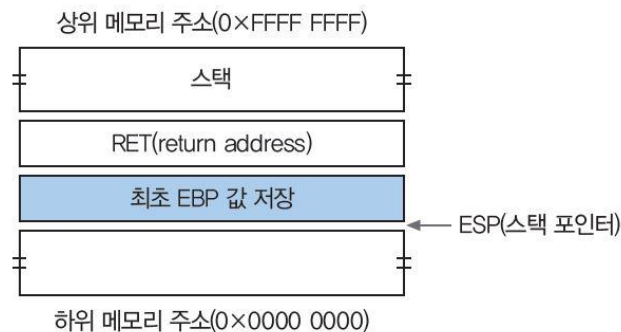 상위 메모리 주소(0×FFFF FFFF)
스택
RET(return address)
최초 EBP 값 저장
ESP(스택 포인터)
하위 메모리 주소(0×0000 0000)